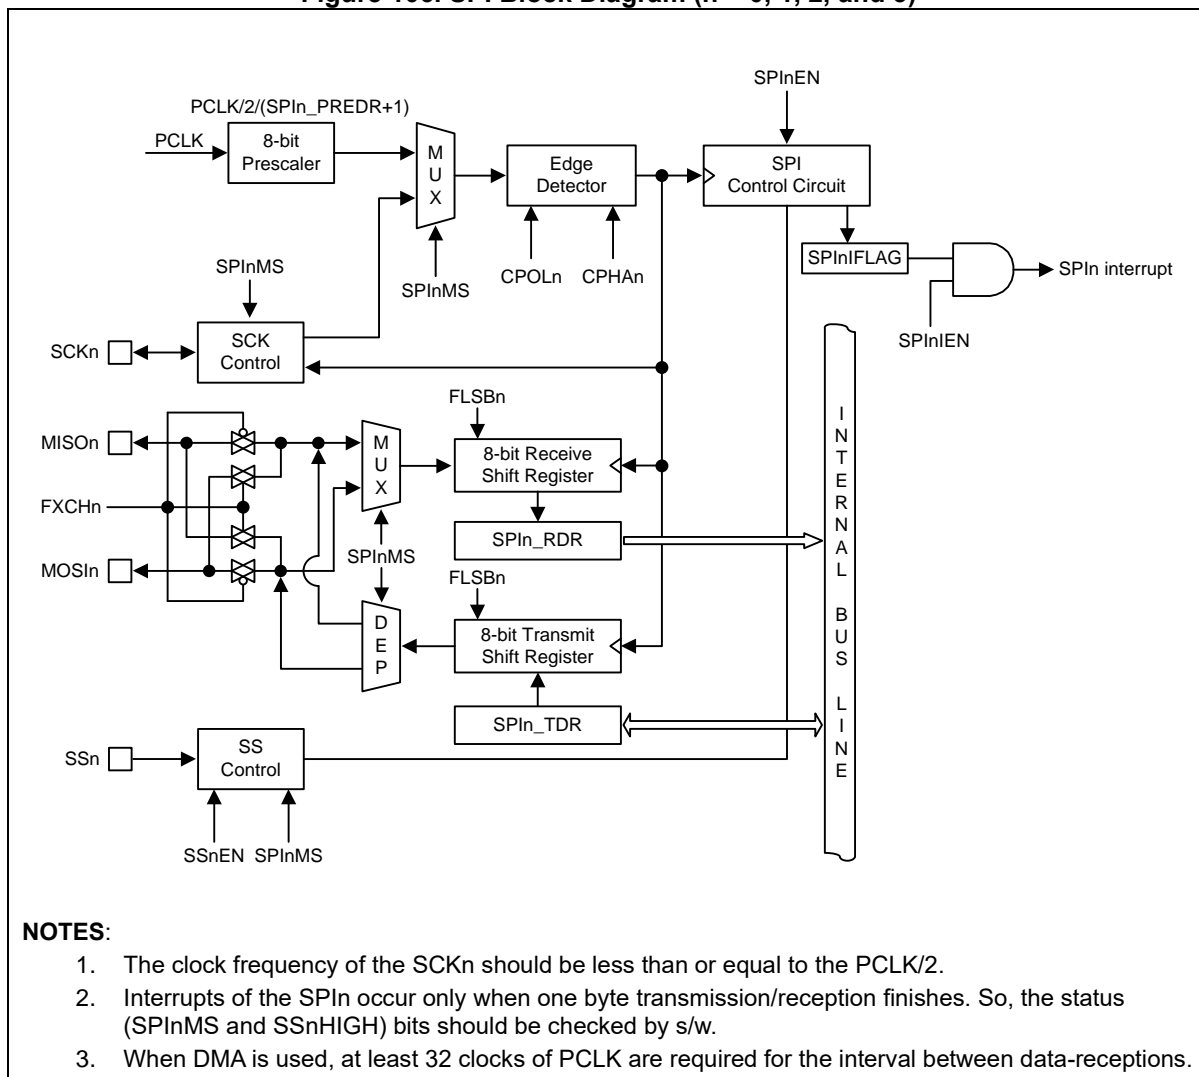 SPInEN
PCLK/2/(SPIn_PREDR+1)
PCLK
8-bit
Prescaler
M
U
X
Edge
Detector
SPI
Control Circuit
SPInMS
SPInMS
CPOLn
CPHAn
SPInIFLAG
SPIn interrupt
SPInIEN
SCKn
SCK
Control
FLSBn
MISOn
M
U
X
8-bit Receive
Shift Register
FXCHn
SPIn_RDR
SPInMS
MOSIn
FLSBn
D
E
P
8-bit Transmit
Shift Register
SPIn_TDR
SSn
SS
Control
SSnEN SPInMS
I
N
T
E
R
N
A
L
B
U
S
L
I
N
E
NOTES:
1. The clock frequency of the SCKn should be less than or equal to the PCLK/2.
2. Interrupts of the SPIn occur only when one byte transmission/reception finishes. So, the status
(SPInMS and SSnHIGH) bits should be checked by s/w.
3. When DMA is used, at least 32 clocks of PCLK are required for the interval between data-receptions.